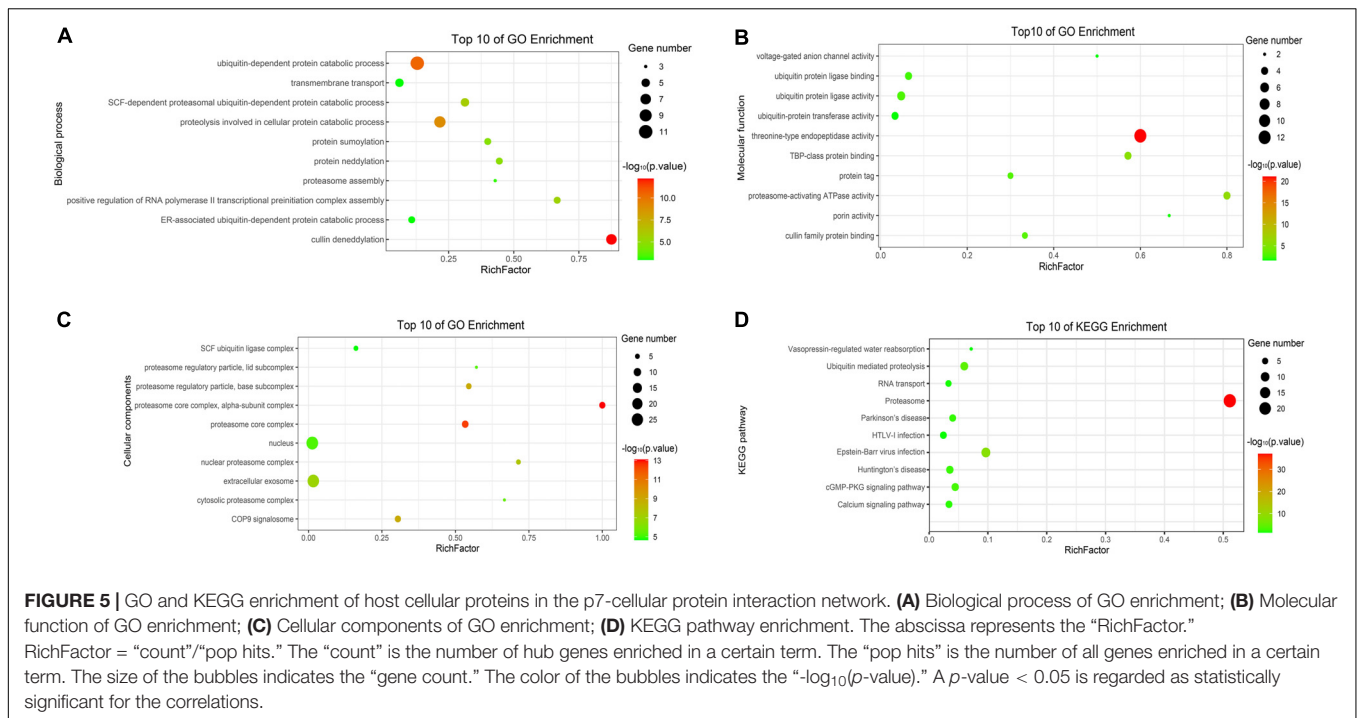 A
Top 10 of GO Enrichment
Biological process
ubiquitin-dependent protein catabolic process
transmembrane transport
SCF-dependent proteasomal ubiquitin-dependent protein catabolic process
proteolysis involved in cellular protein catabolic process
protein sumoylation
protein neddylation
proteasome assembly
positive regulation of RNA polymerase II transcriptional preinitiation complex assembly
ER-associated ubiquitin-dependent protein catabolic process
cullin deneddylation
0.25 0.50 0.75
RichFactor
Gene number
3
5
7
9
11
-log₁₀(p.value)
10.0
7.5
5.0
B
Top10 of GO Enrichment
Molecular function
voltage-gated anion channel activity
ubiquitin protein ligase binding
ubiquitin protein ligase activity
ubiquitin-protein transferase activity
threonine-type endopeptidase activity
TBP-class protein binding
protein tag
proteasome-activating ATPase activity
porin activity
cullin family protein binding
0.0 0.2 0.4 0.6 0.8
RichFactor
Gene number
2
4
6
8
10
12
-log₁₀(p.value)
20
15
10
5
C
Top 10 of GO Enrichment
Cellular components
SCF ubiquitin ligase complex
proteasome regulatory particle, lid subcomplex
proteasome regulatory particle, base subcomplex
proteasome core complex, alpha-subunit complex
proteasome core complex
nucleus
nuclear proteasome complex
extracellular exosome
cytosolic proteasome complex
COP9 signalosome
0.00 0.25 0.50 0.75 1.00
RichFactor
Gene number
5
10
15
20
25
-log₁₀(p.value)
13
11
9
7
5
D
Top 10 of KEGG Enrichment
KEGG pathway
Vasopressin-regulated water reabsorption
Ubiquitin mediated proteolysis
RNA transport
Proteasome
Parkinson's disease
HTLV-I infection
Epstein-Barr virus infection
Huntington's disease
cGMP-PKG signaling pathway
Calcium signaling pathway
0.0 0.1 0.2 0.3 0.4 0.5
RichFactor
Gene number
5
10
15
20
-log₁₀(p.value)
30
20
10
FIGURE 5 | GO and KEGG enrichment of host cellular proteins in the p7-cellular protein interaction network. (A) Biological process of GO enrichment; (B) Molecular
function of GO enrichment; (C) Cellular components of GO enrichment; (D) KEGG pathway enrichment. The abscissa represents the “RichFactor.”
RichFactor = “count”/“pop hits.” The “count” is the number of hub genes enriched in a certain term. The “pop hits” is the number of all genes enriched in a certain
term. The size of the bubbles indicates the “gene count.” The color of the bubbles indicates the “-log₁₀(p-value).” A p-value < 0.05 is regarded as statistically
significant for the correlations.